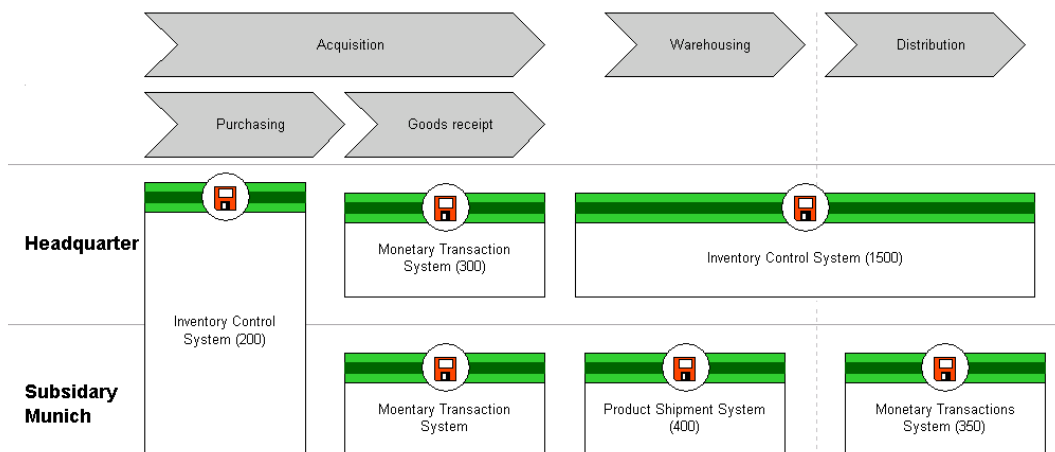 Acquisition
Warehousing
Distribution
Purchasing
Goods receipt
Headquarter
Monetary Transaction
System (300)
Inventory Control System (1500)
Inventory Control
System (200)
Subsidary
Munich
Moentary Transaction
System
Product Shipment System
(400)
Monetary Transactions
System (350)